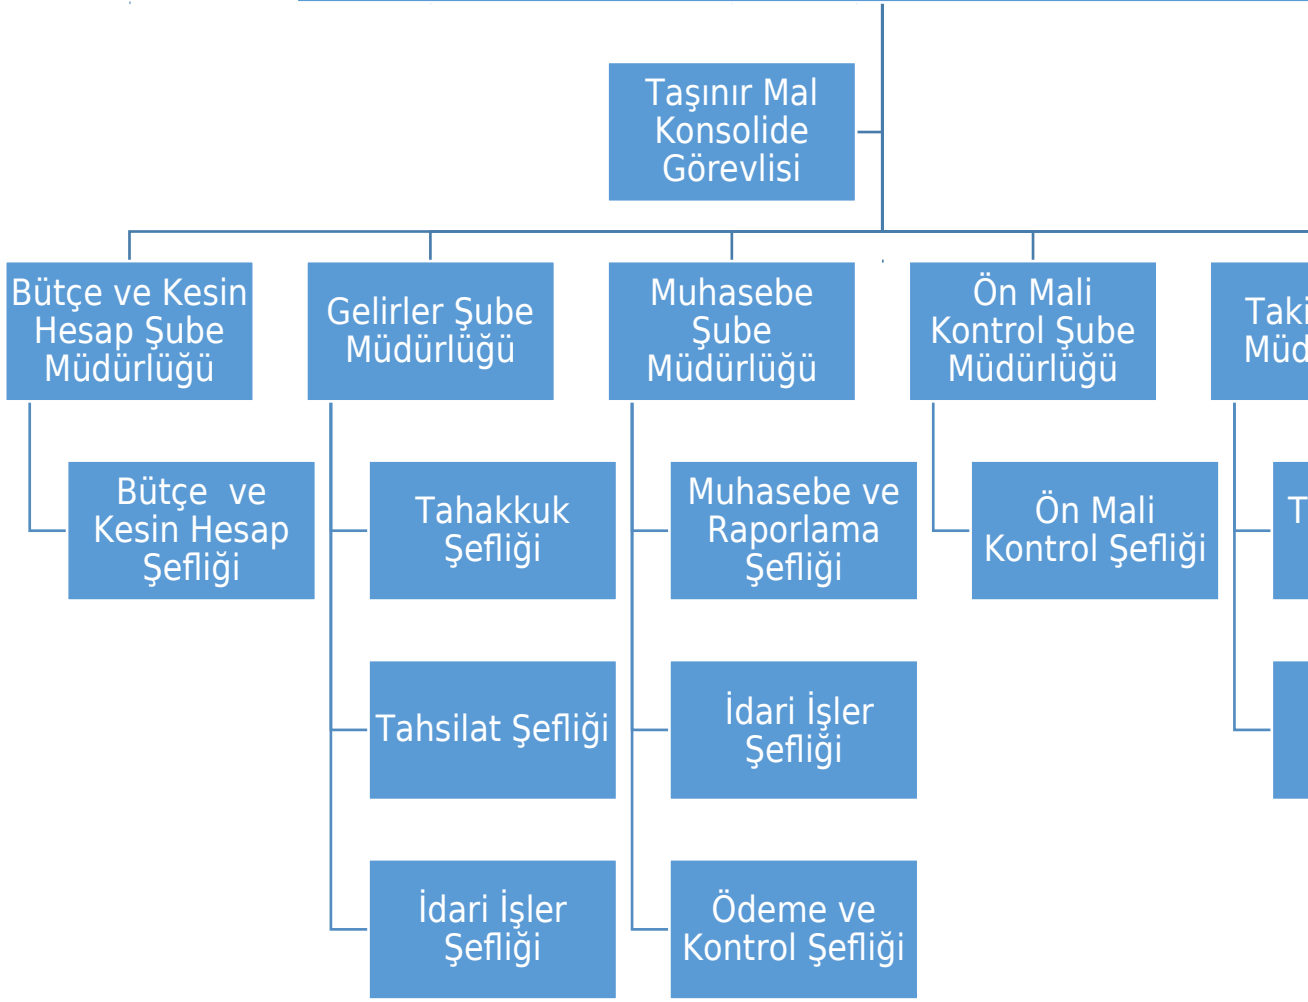 Taşınır Mal
Konsolide
Görevlisi
Bütçe ve Kesin
Hesap Şube
Müdürlüğü
Gelirler Şube
Müdürlüğü
Muhasebe
Şube
Müdürlüğü
Ön Mali
Kontrol Şube
Müdürlüğü
Bütçe  ve
Kesin Hesap
Şefliği
Tahakkuk
Şefliği
Muhasebe ve
Raporlama
Şefliği
Ön Mali
Kontrol Şefliği
Tahsilat Şefliği
İdari İşler
Şefliği
İdari İşler
Şefliği
Ödeme ve
Kontrol Şefliği